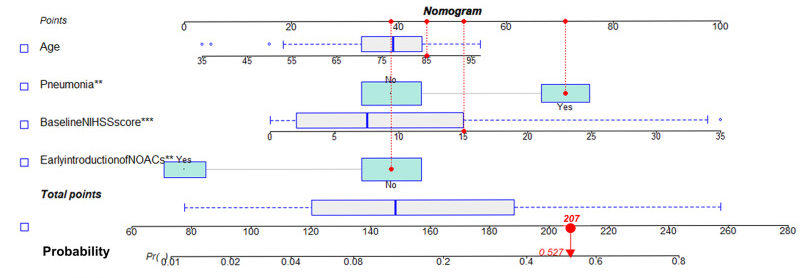 Nomogram
Points 0 20 40 60 80 100
Age
35 45 55 65 75 85 95
Pneumonia** No
Yes
BaselineNIHSSscore***
0 5 10 15 20 25 30 35
EarlyintroductionofNOACs** Yes
No
Total points
207
60 80 100 120 140 160 180 200 220 240 260 280
0.527
Probability Pr( ) 0.01 0.02 0.04 0.08 0.2 0.4 0.6 0.8